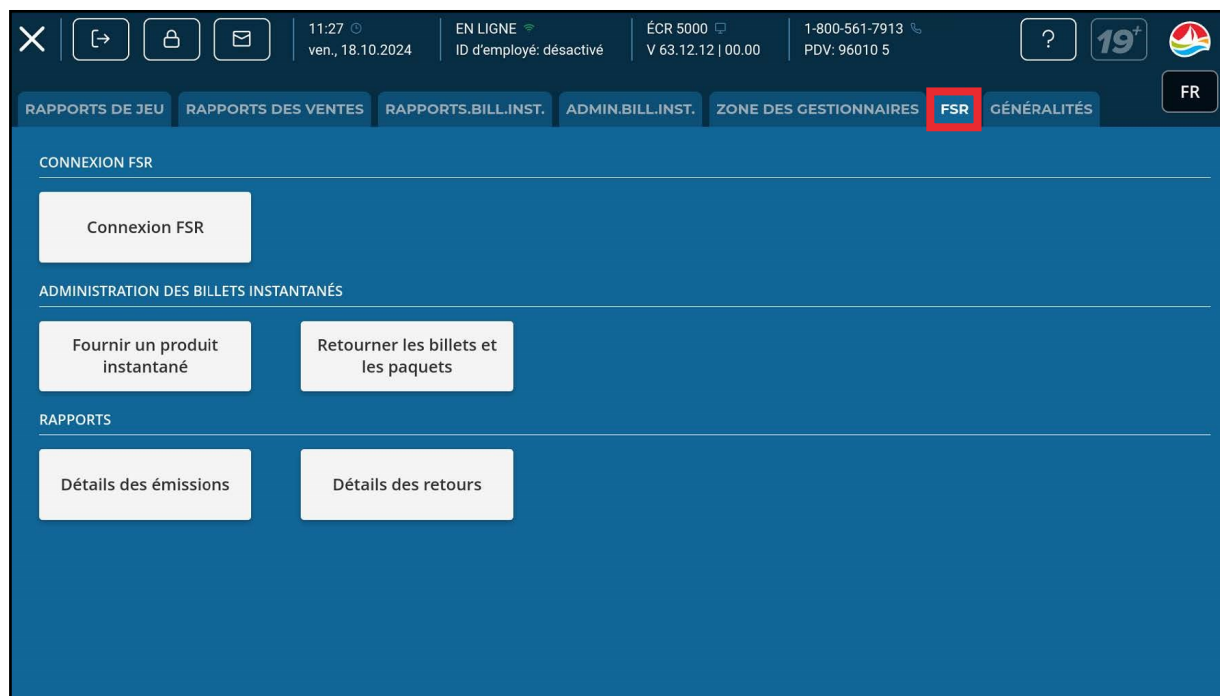 11:27
ven., 18.10.2024
EN LIGNE
ID d'employé: désactivé
ÉCR 5000
V 63.12.12 | 00.00
1-800-561-7913
PDV: 96010 5
?
19+
FR
RAPPORTS DE JEU
RAPPORTS DES VENTES
RAPPORTS.BILL.INST.
ADMIN.BILL.INST.
ZONE DES GESTIONNAIRES
FSR
GÉNÉRALITÉS
CONNEXION FSR
Connexion FSR
ADMINISTRATION DES BILLETS INSTANTANÉS
Fournir un produit
instantané
Retourner les billets et
les paquets
RAPPORTS
Détails des émissions
Détails des retours